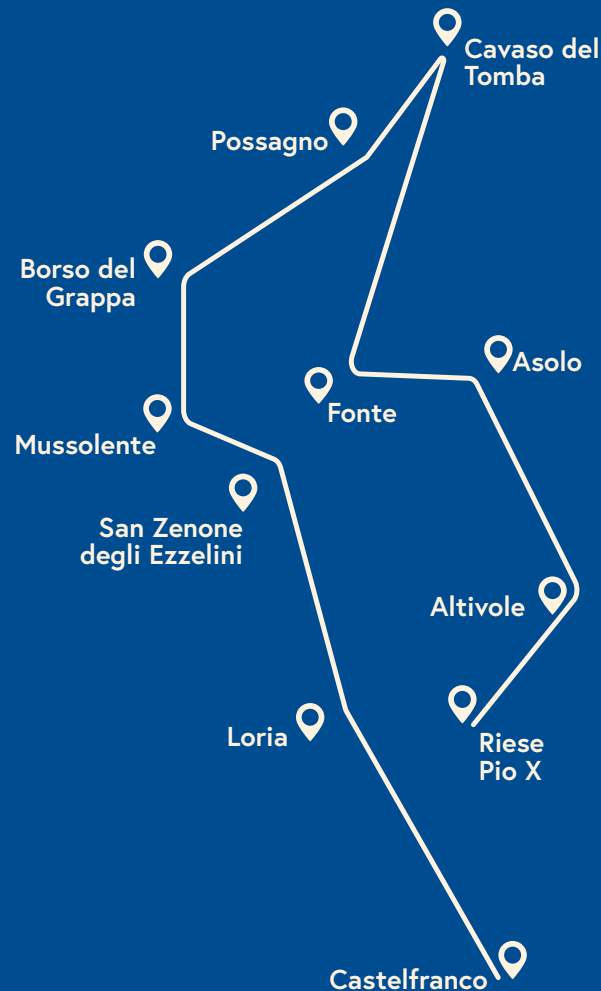 Cavaso del
Tomba
Possagno
Borso del
Grappa
Asolo
Fonte
Mussolente
San Zenone
degli Ezzelini
Altivole
Loria
Riese
Pio X
Castelfranco